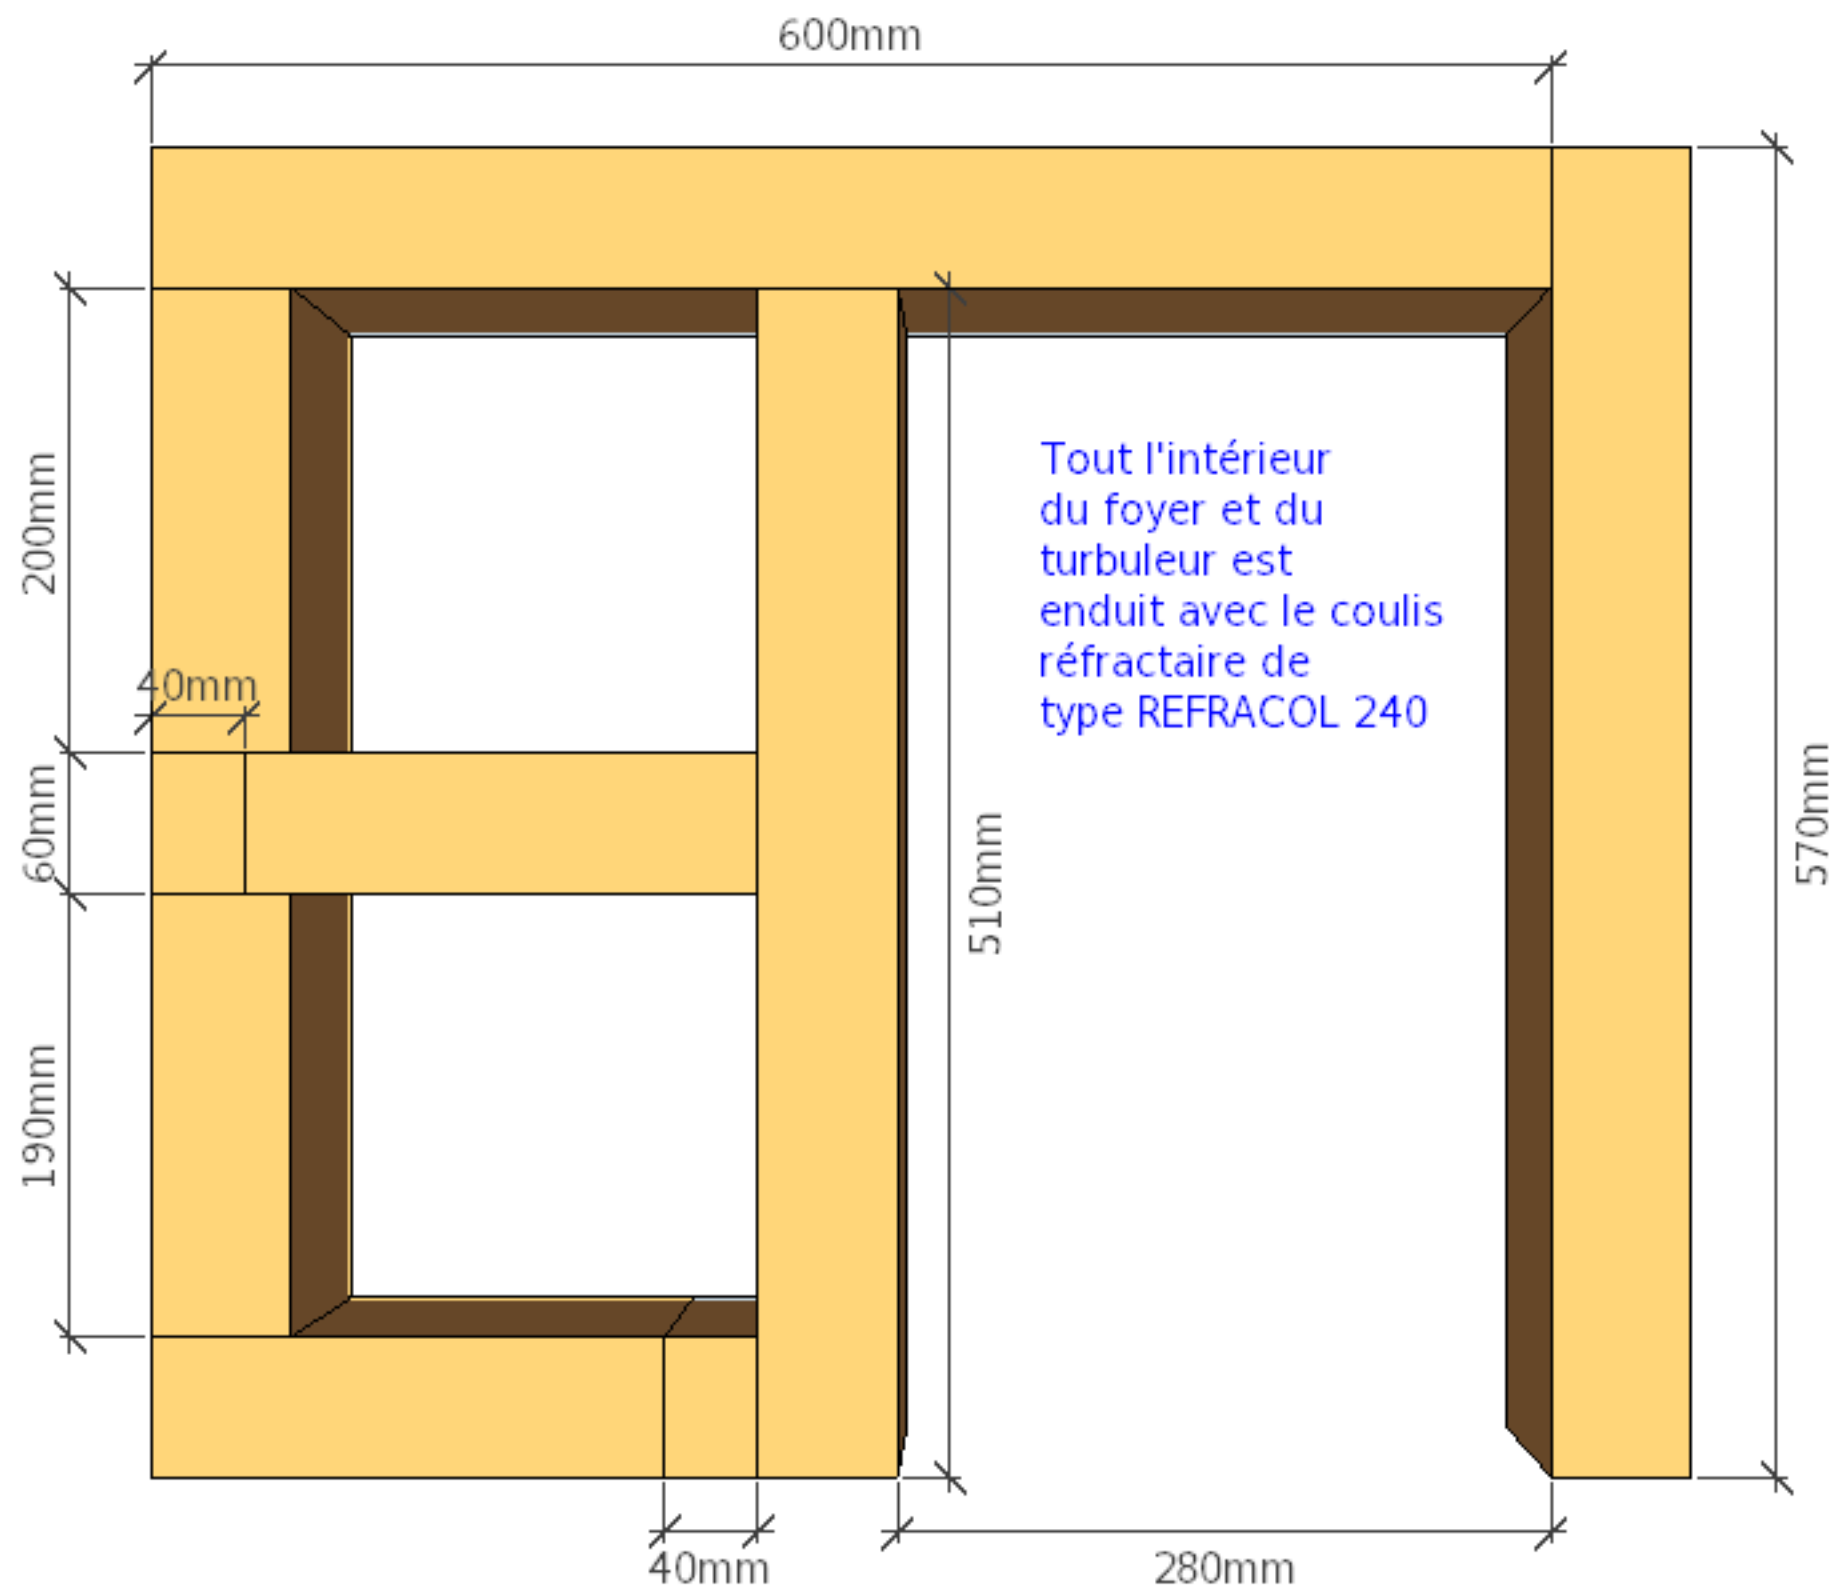 600mm
200mm
Tout l'intérieur
du foyer et du
turbuleur est
enduit avec le coulis
réfractaire de
type REFRACOL 240
40mm
60mm
510mm
570mm
190mm
40mm
280mm